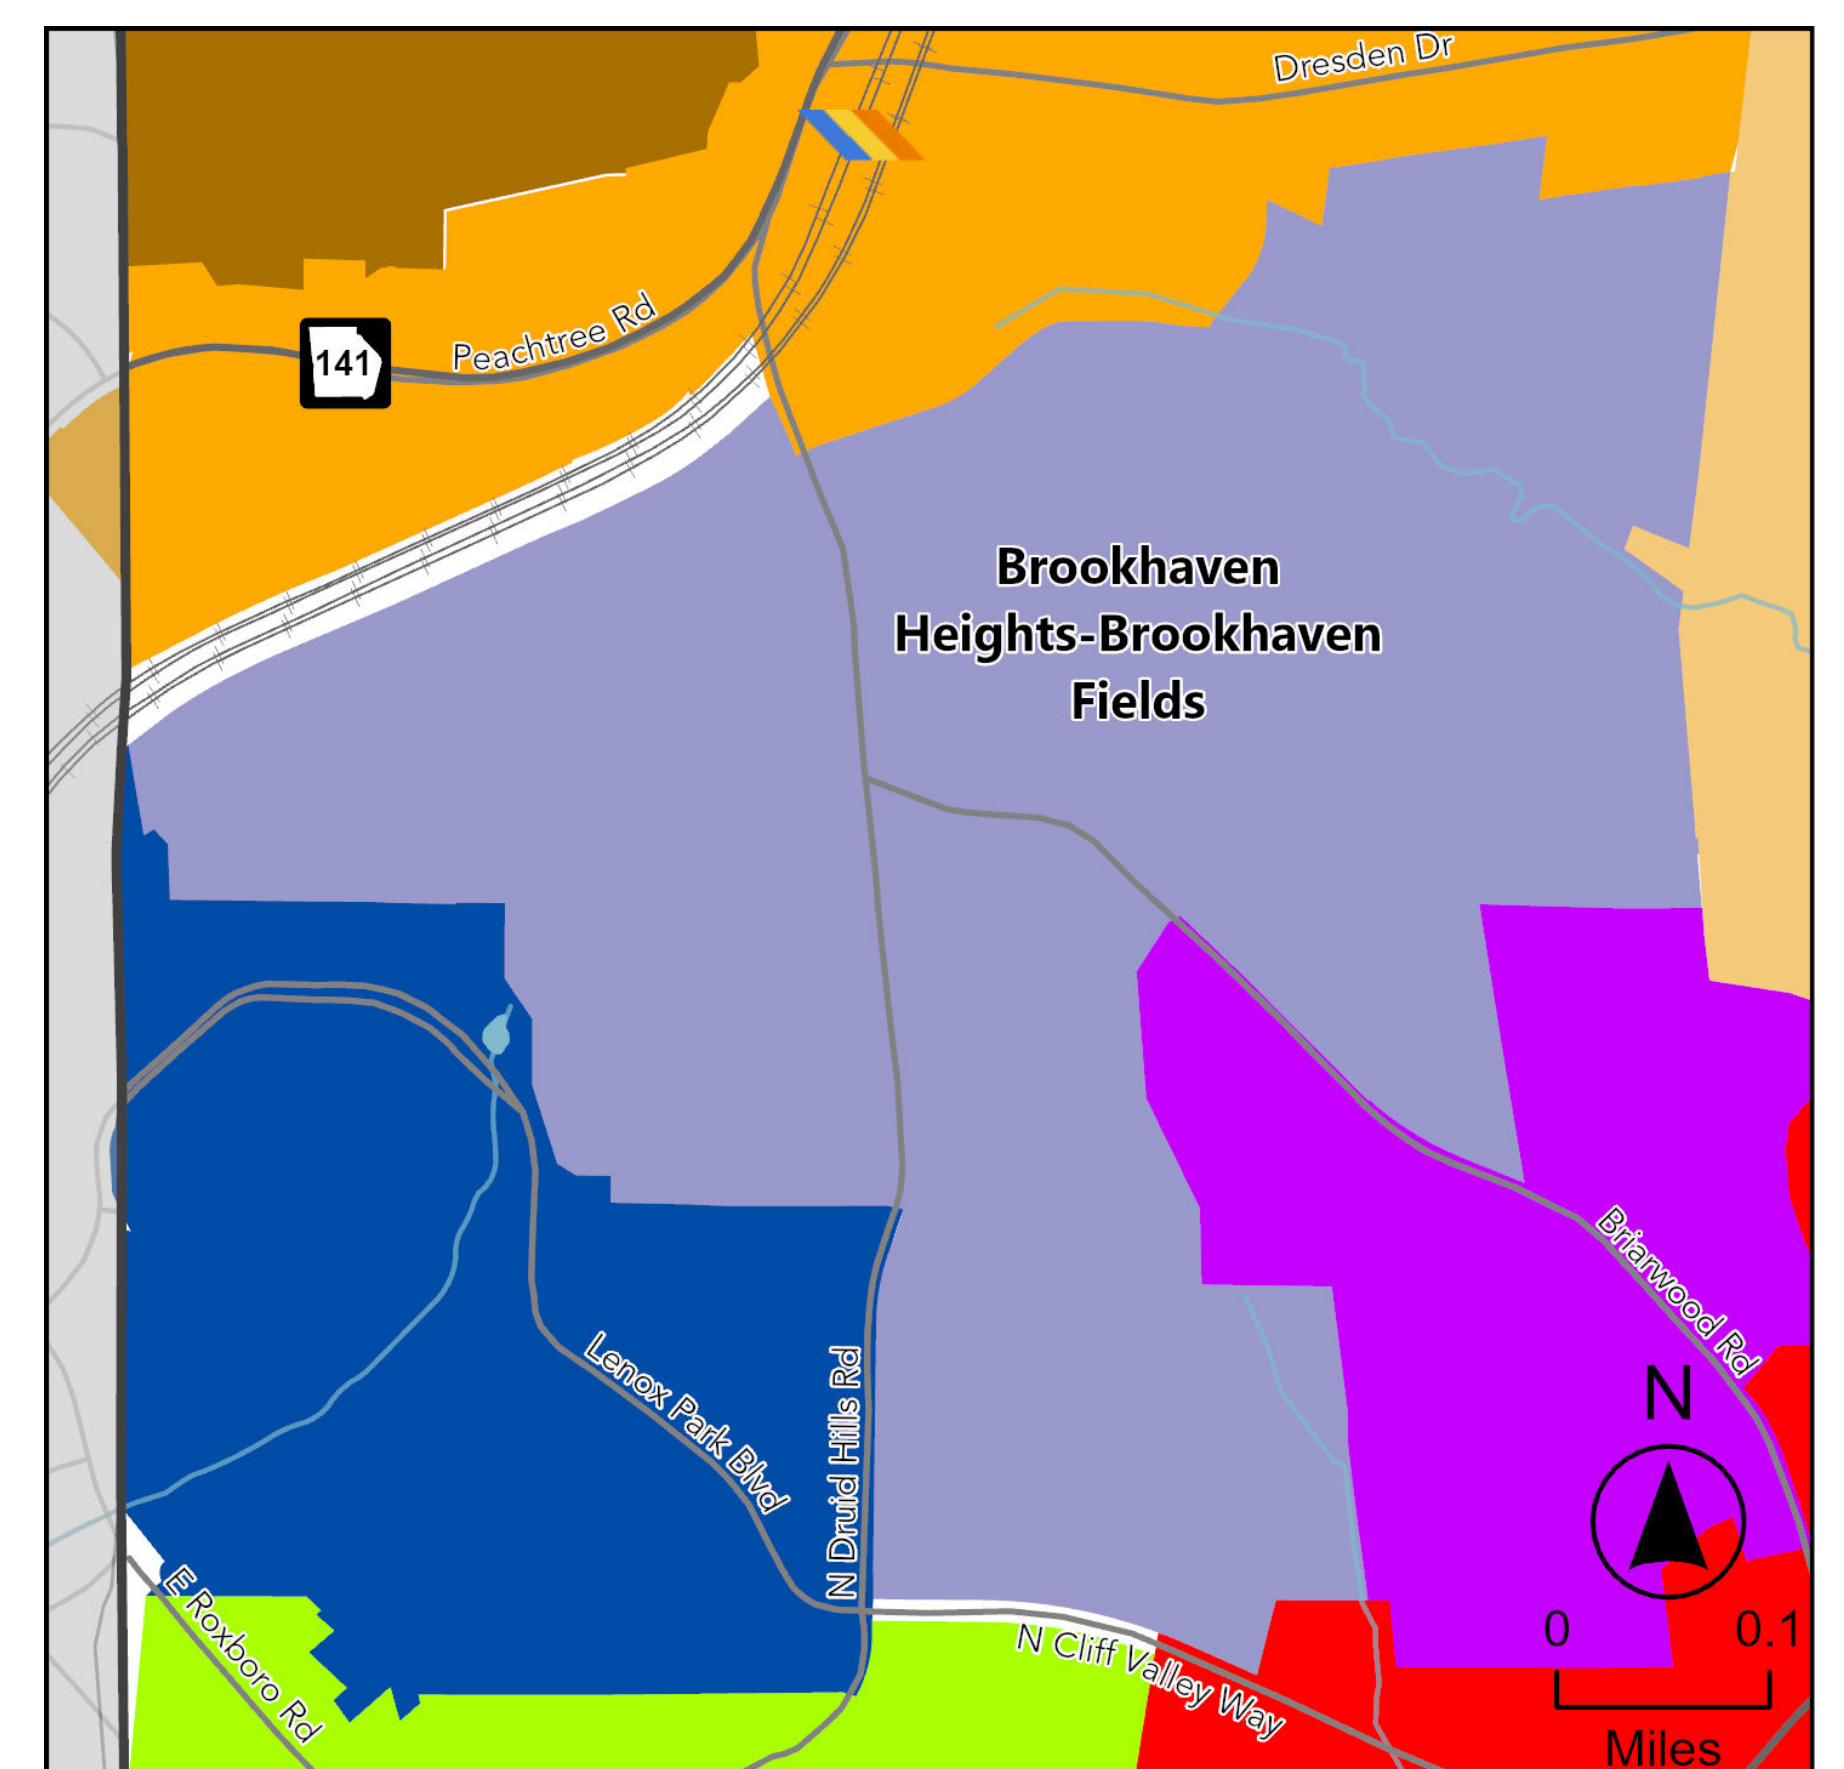 Dresden Dr
141
Peachtree Rd
Brookhaven
Heights-Brookhaven
Fields
Briarwood Rd
Lenox Park Blvd
N Druid Hills Rd
N
E Roxboro Rd
N Cliff Valley Way
0 0.1
Miles